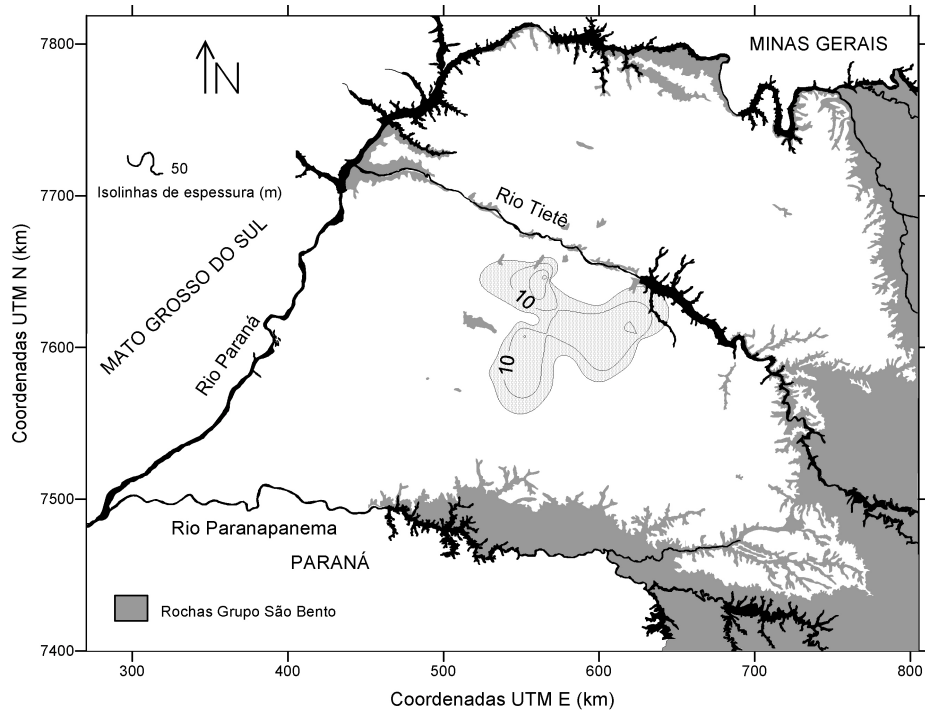 7800
7700
7600
7500
7400
Coordenadas UTM N (km)
N
MINAS GERAIS
50
Isolinhas de espessura (m)
MATO GROSSO DO SUL
Rio Tietê
10
10
Rio Paraná
Rio Paranapanema
PARANÁ
Rochas Grupo São Bento
300 400 500 600 700 800
Coordenadas UTM E (km)